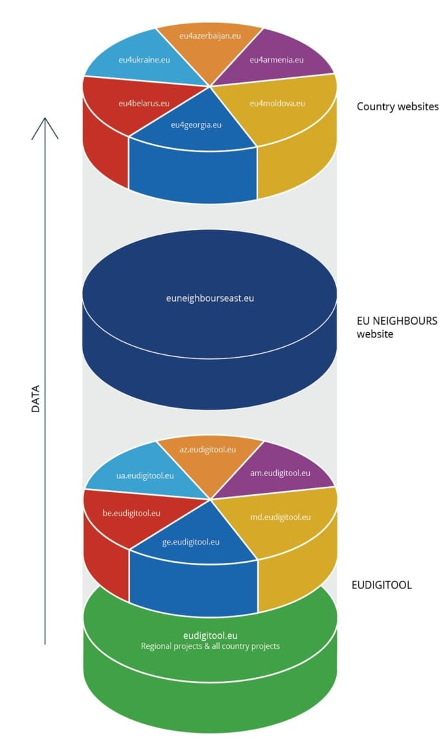 eu4azerbaijan.eu
eu4ukraine.eu
eu4armenia.eu
eu4belarus.eu
eu4moldova.eu
eu4georgia.eu
Country websites
euneighbourseast.eu
EU NEIGHBOURS
website
DATA
az.eudigitool.eu
ua.eudigitool.eu
am.eudigitool.eu
be.eudigitool.eu
md.eudigitool.eu
ge.eudigitool.eu
EUDIGITOOL
eudigitool.eu
Regional projects & all country projects